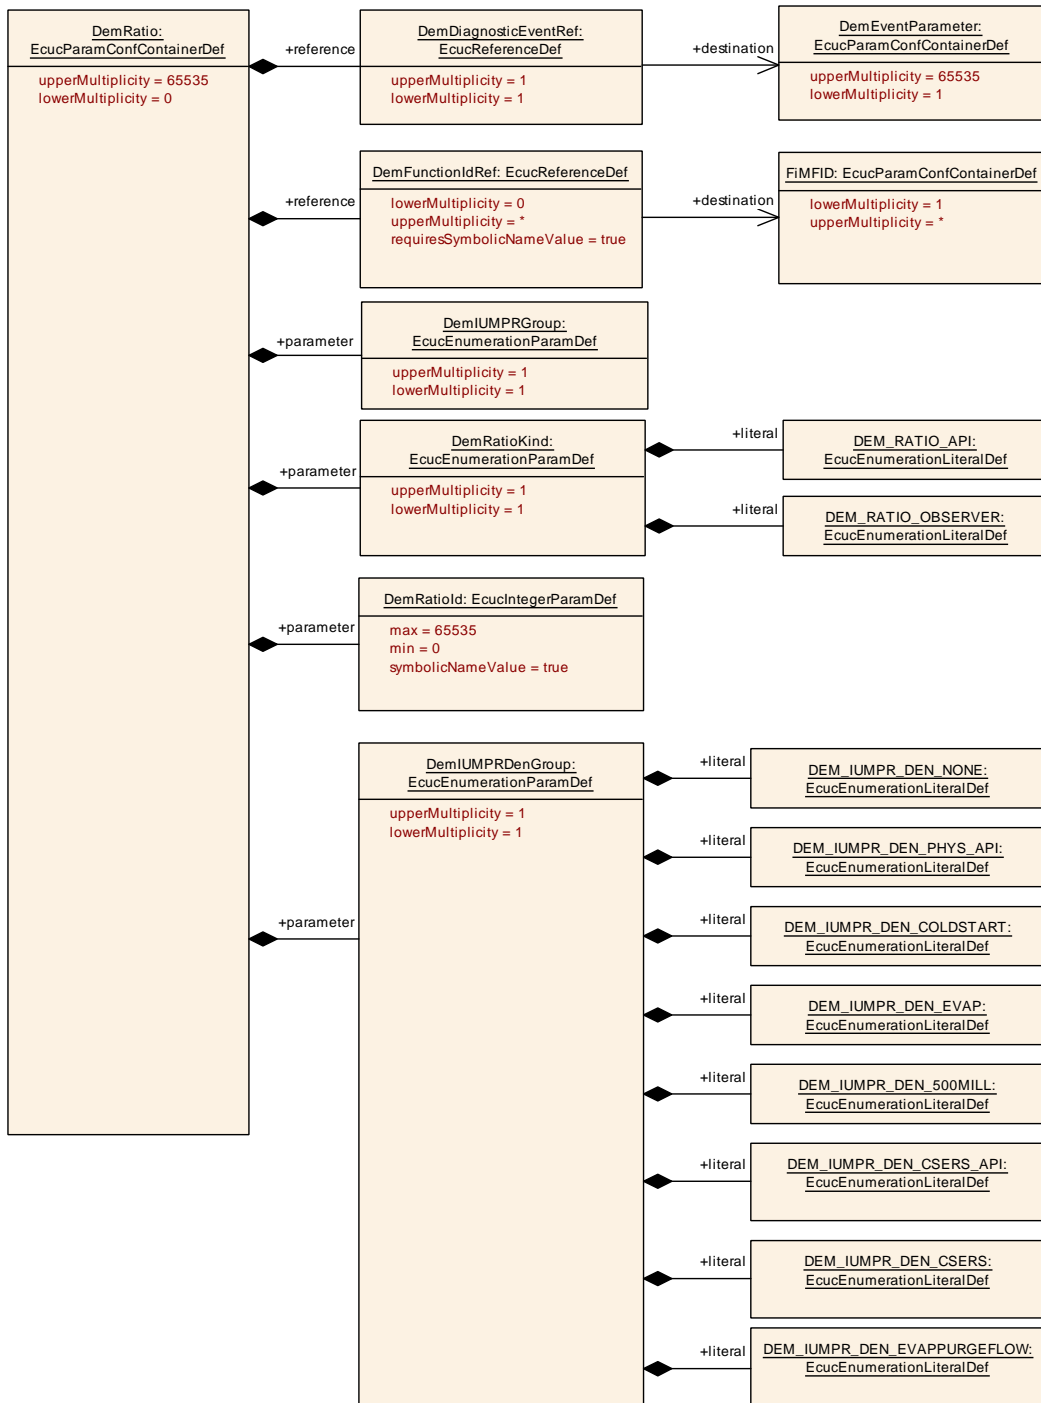 DemRatio:
EcucParamConfContainerDef
upperMultiplicity = 65535
lowerMultiplicity = 0
+reference
DemDiagnosticEventRef:
EcucReferenceDef
upperMultiplicity = 1
lowerMultiplicity = 1
+destination
DemEventParameter:
EcucParamConfContainerDef
upperMultiplicity = 65535
lowerMultiplicity = 1
+reference
DemFunctionIdRef: EcucReferenceDef
lowerMultiplicity = 0
upperMultiplicity = *
requiresSymbolicNameValue = true
+destination
FiMFID: EcucParamConfContainerDef
lowerMultiplicity = 1
upperMultiplicity = *
+parameter
DemIUMPRGroup:
EcucEnumerationParamDef
upperMultiplicity = 1
lowerMultiplicity = 1
+parameter
DemRatioKind:
EcucEnumerationParamDef
upperMultiplicity = 1
lowerMultiplicity = 1
+literal
DEM_RATIO_API:
EcucEnumerationLiteralDef
+literal
DEM_RATIO_OBSERVER:
EcucEnumerationLiteralDef
+parameter
DemRatioId: EcucIntegerParamDef
max = 65535
min = 0
symbolicNameValue = true
+parameter
DemIUMPRDenGroup:
EcucEnumerationParamDef
upperMultiplicity = 1
lowerMultiplicity = 1
+literal
DEM_IUMPR_DEN_NONE:
EcucEnumerationLiteralDef
+literal
DEM_IUMPR_DEN_PHYS_API:
EcucEnumerationLiteralDef
+literal
DEM_IUMPR_DEN_COLDSTART:
EcucEnumerationLiteralDef
+literal
DEM_IUMPR_DEN_EVAP:
EcucEnumerationLiteralDef
+literal
DEM_IUMPR_DEN_500MILL:
EcucEnumerationLiteralDef
+literal
DEM_IUMPR_DEN_CSERS_API:
EcucEnumerationLiteralDef
+literal
DEM_IUMPR_DEN_CSERS:
EcucEnumerationLiteralDef
+literal
DEM_IUMPR_DEN_EVAPPURGEFLOW:
EcucEnumerationLiteralDef